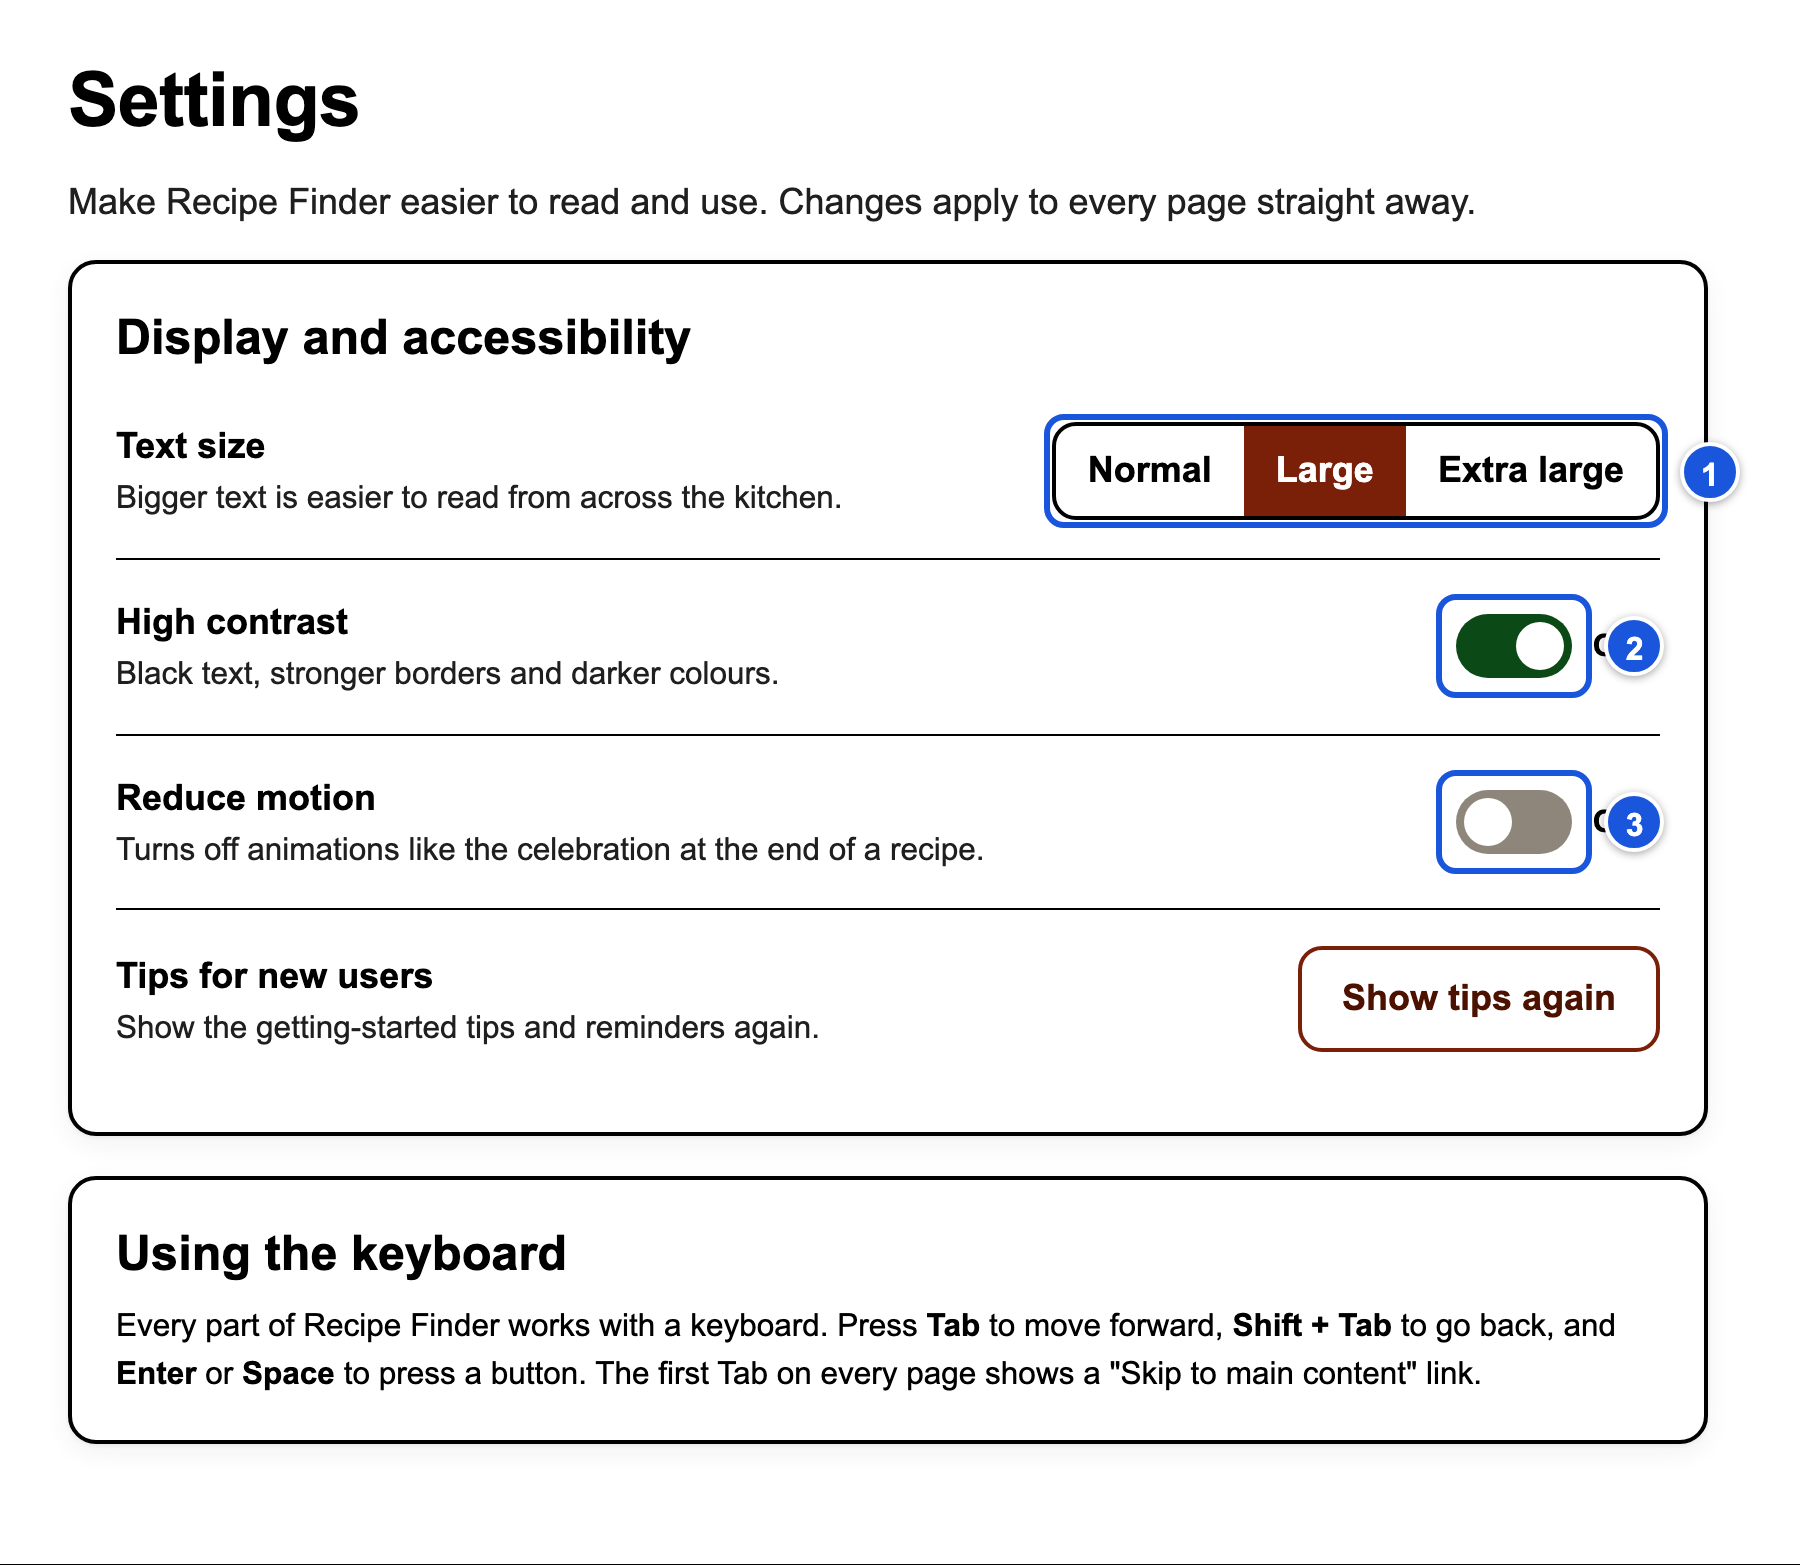 Settings
Make Recipe Finder easier to read and use. Changes apply to every page straight away.
Display and accessibility
Text size
Bigger text is easier to read from across the kitchen.
Normal Large Extra large
1
High contrast
Black text, stronger borders and darker colours.
2
Reduce motion
Turns off animations like the celebration at the end of a recipe.
3
Tips for new users
Show the getting-started tips and reminders again.
Show tips again
Using the keyboard
Every part of Recipe Finder works with a keyboard. Press Tab to move forward, Shift + Tab to go back, and
Enter or Space to press a button. The first Tab on every page shows a "Skip to main content" link.